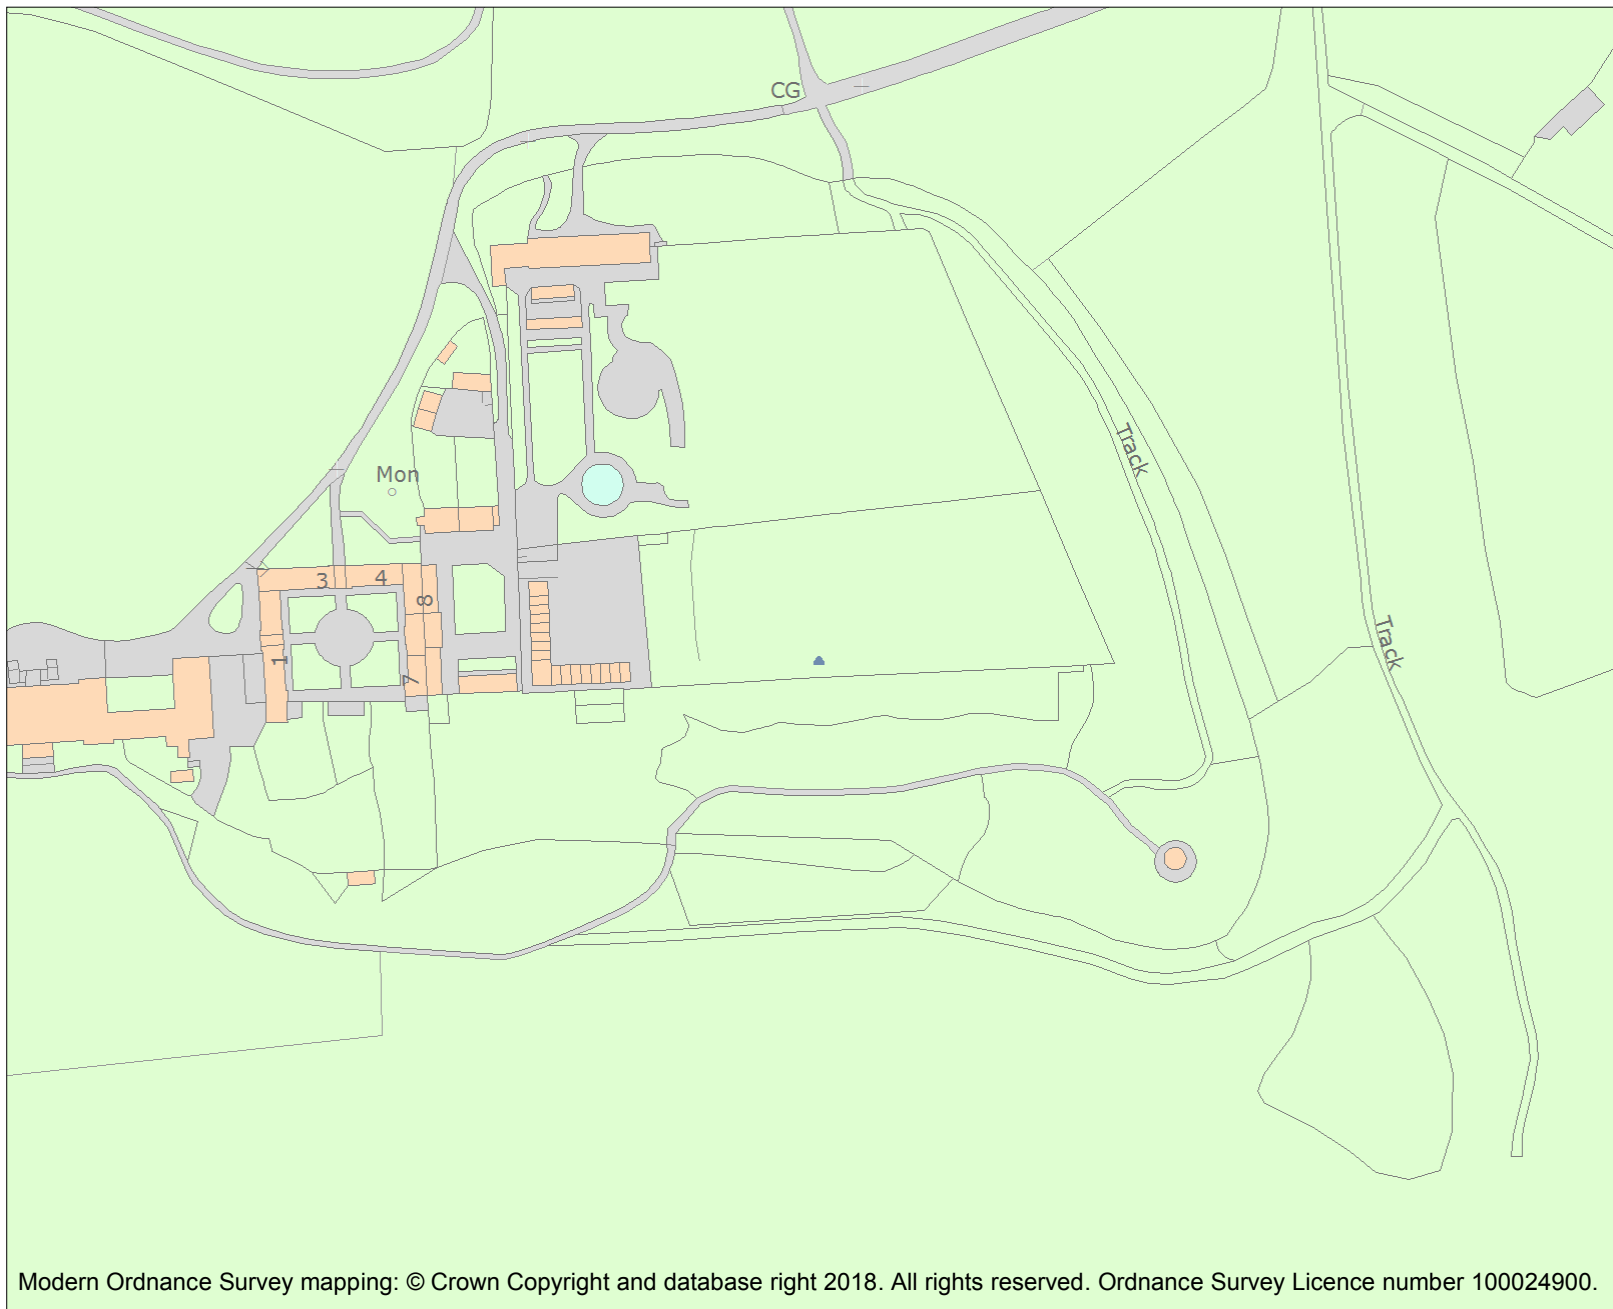 CG
Track
Mon
3
4
8
Track
1
7
Modern Ordnance Survey mapping: © Crown Copyright and database right 2018. All rights reserved. Ordnance Survey Licence number 100024900.